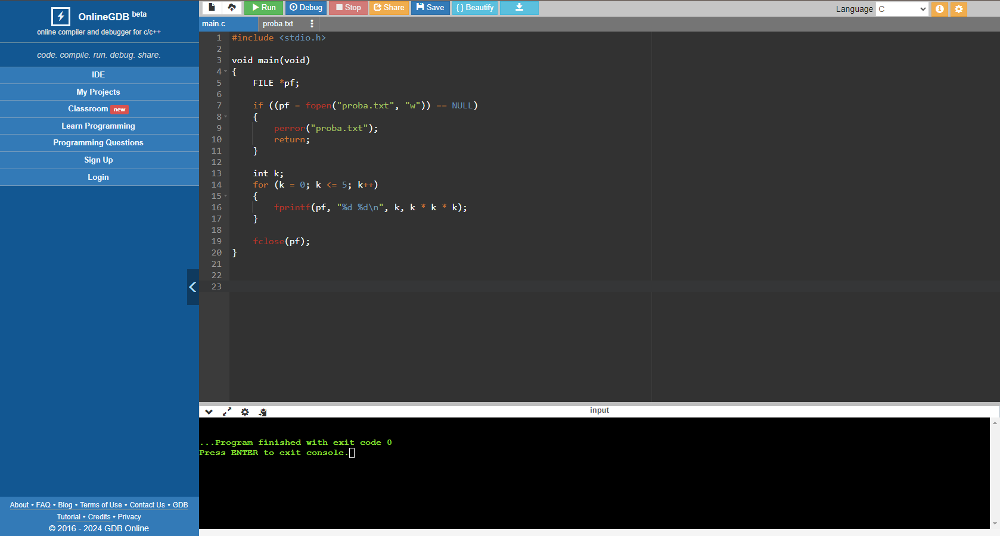 OnlineGDB beta
online compiler and debugger for c/c++
code. compile. run. debug. share.
IDE
My Projects
Classroom new
Learn Programming
Programming Questions
Sign Up
Login
About • FAQ • Blog • Terms of Use • Contact Us • GDB
Tutorial • Credits • Privacy
© 2016 - 2024 GDB Online
Run Debug Stop Share Save { } Beautify
Language C
main.c proba.txt
1 #include <stdio.h>
2
3 void main(void)
4 {
5     FILE *pf;
6
7     if ((pf = fopen("proba.txt", "w")) == NULL)
8     {
9         perror("proba.txt");
10         return;
11     }
12
13     int k;
14     for (k = 0; k <= 5; k++)
15     {
16         fprintf(pf, "%d %d\n", k, k * k * k);
17     }
18
19     fclose(pf);
20 }
21
22
23
input
...Program finished with exit code 0
Press ENTER to exit console.